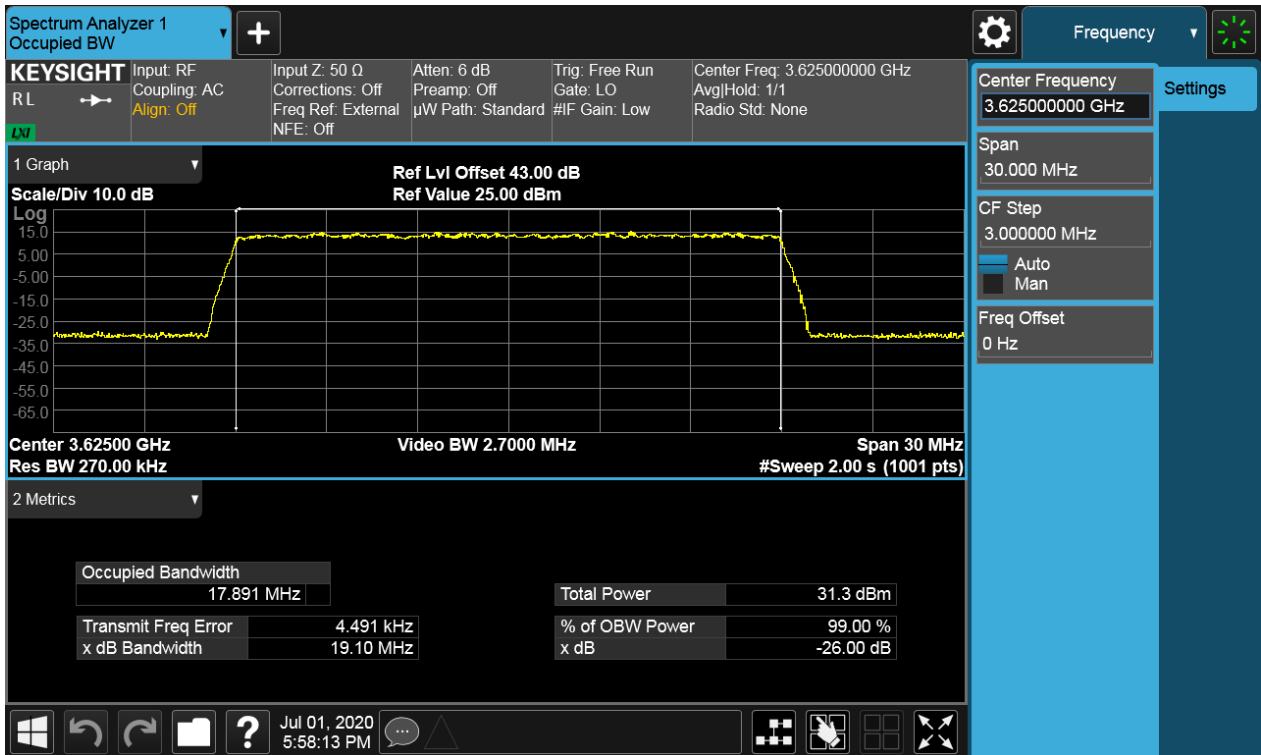 Spectrum Analyzer 1
Occupied BW
Frequency
KEYSIGHT
R L
LXI
Input: RF
Coupling: AC
Align: Off
Input Z: 50 Ω
Corrections: Off
Freq Ref: External
NFE: Off
Atten: 6 dB
Preamp: Off
µW Path: Standard
Trig: Free Run
Gate: LO
#IF Gain: Low
Center Freq: 3.625000000 GHz
Avg|Hold: 1/1
Radio Std: None
Center Frequency
3.625000000 GHz
Settings
Span
30.000 MHz
CF Step
3.000000 MHz
Auto
Man
Freq Offset
0 Hz
1 Graph
Ref Lvl Offset 43.00 dB
Scale/Div 10.0 dB
Ref Value 25.00 dBm
Log
15.0
5.00
-5.00
-15.0
-25.0
-35.0
-45.0
-55.0
-65.0
Center 3.62500 GHz
Video BW 2.7000 MHz
Span 30 MHz
Res BW 270.00 kHz
#Sweep 2.00 s (1001 pts)
2 Metrics
Occupied Bandwidth
17.891 MHz
Total Power 31.3 dBm
Transmit Freq Error 4.491 kHz
% of OBW Power 99.00 %
x dB Bandwidth 19.10 MHz
x dB -26.00 dB
?
Jul 01, 2020
5:58:13 PM